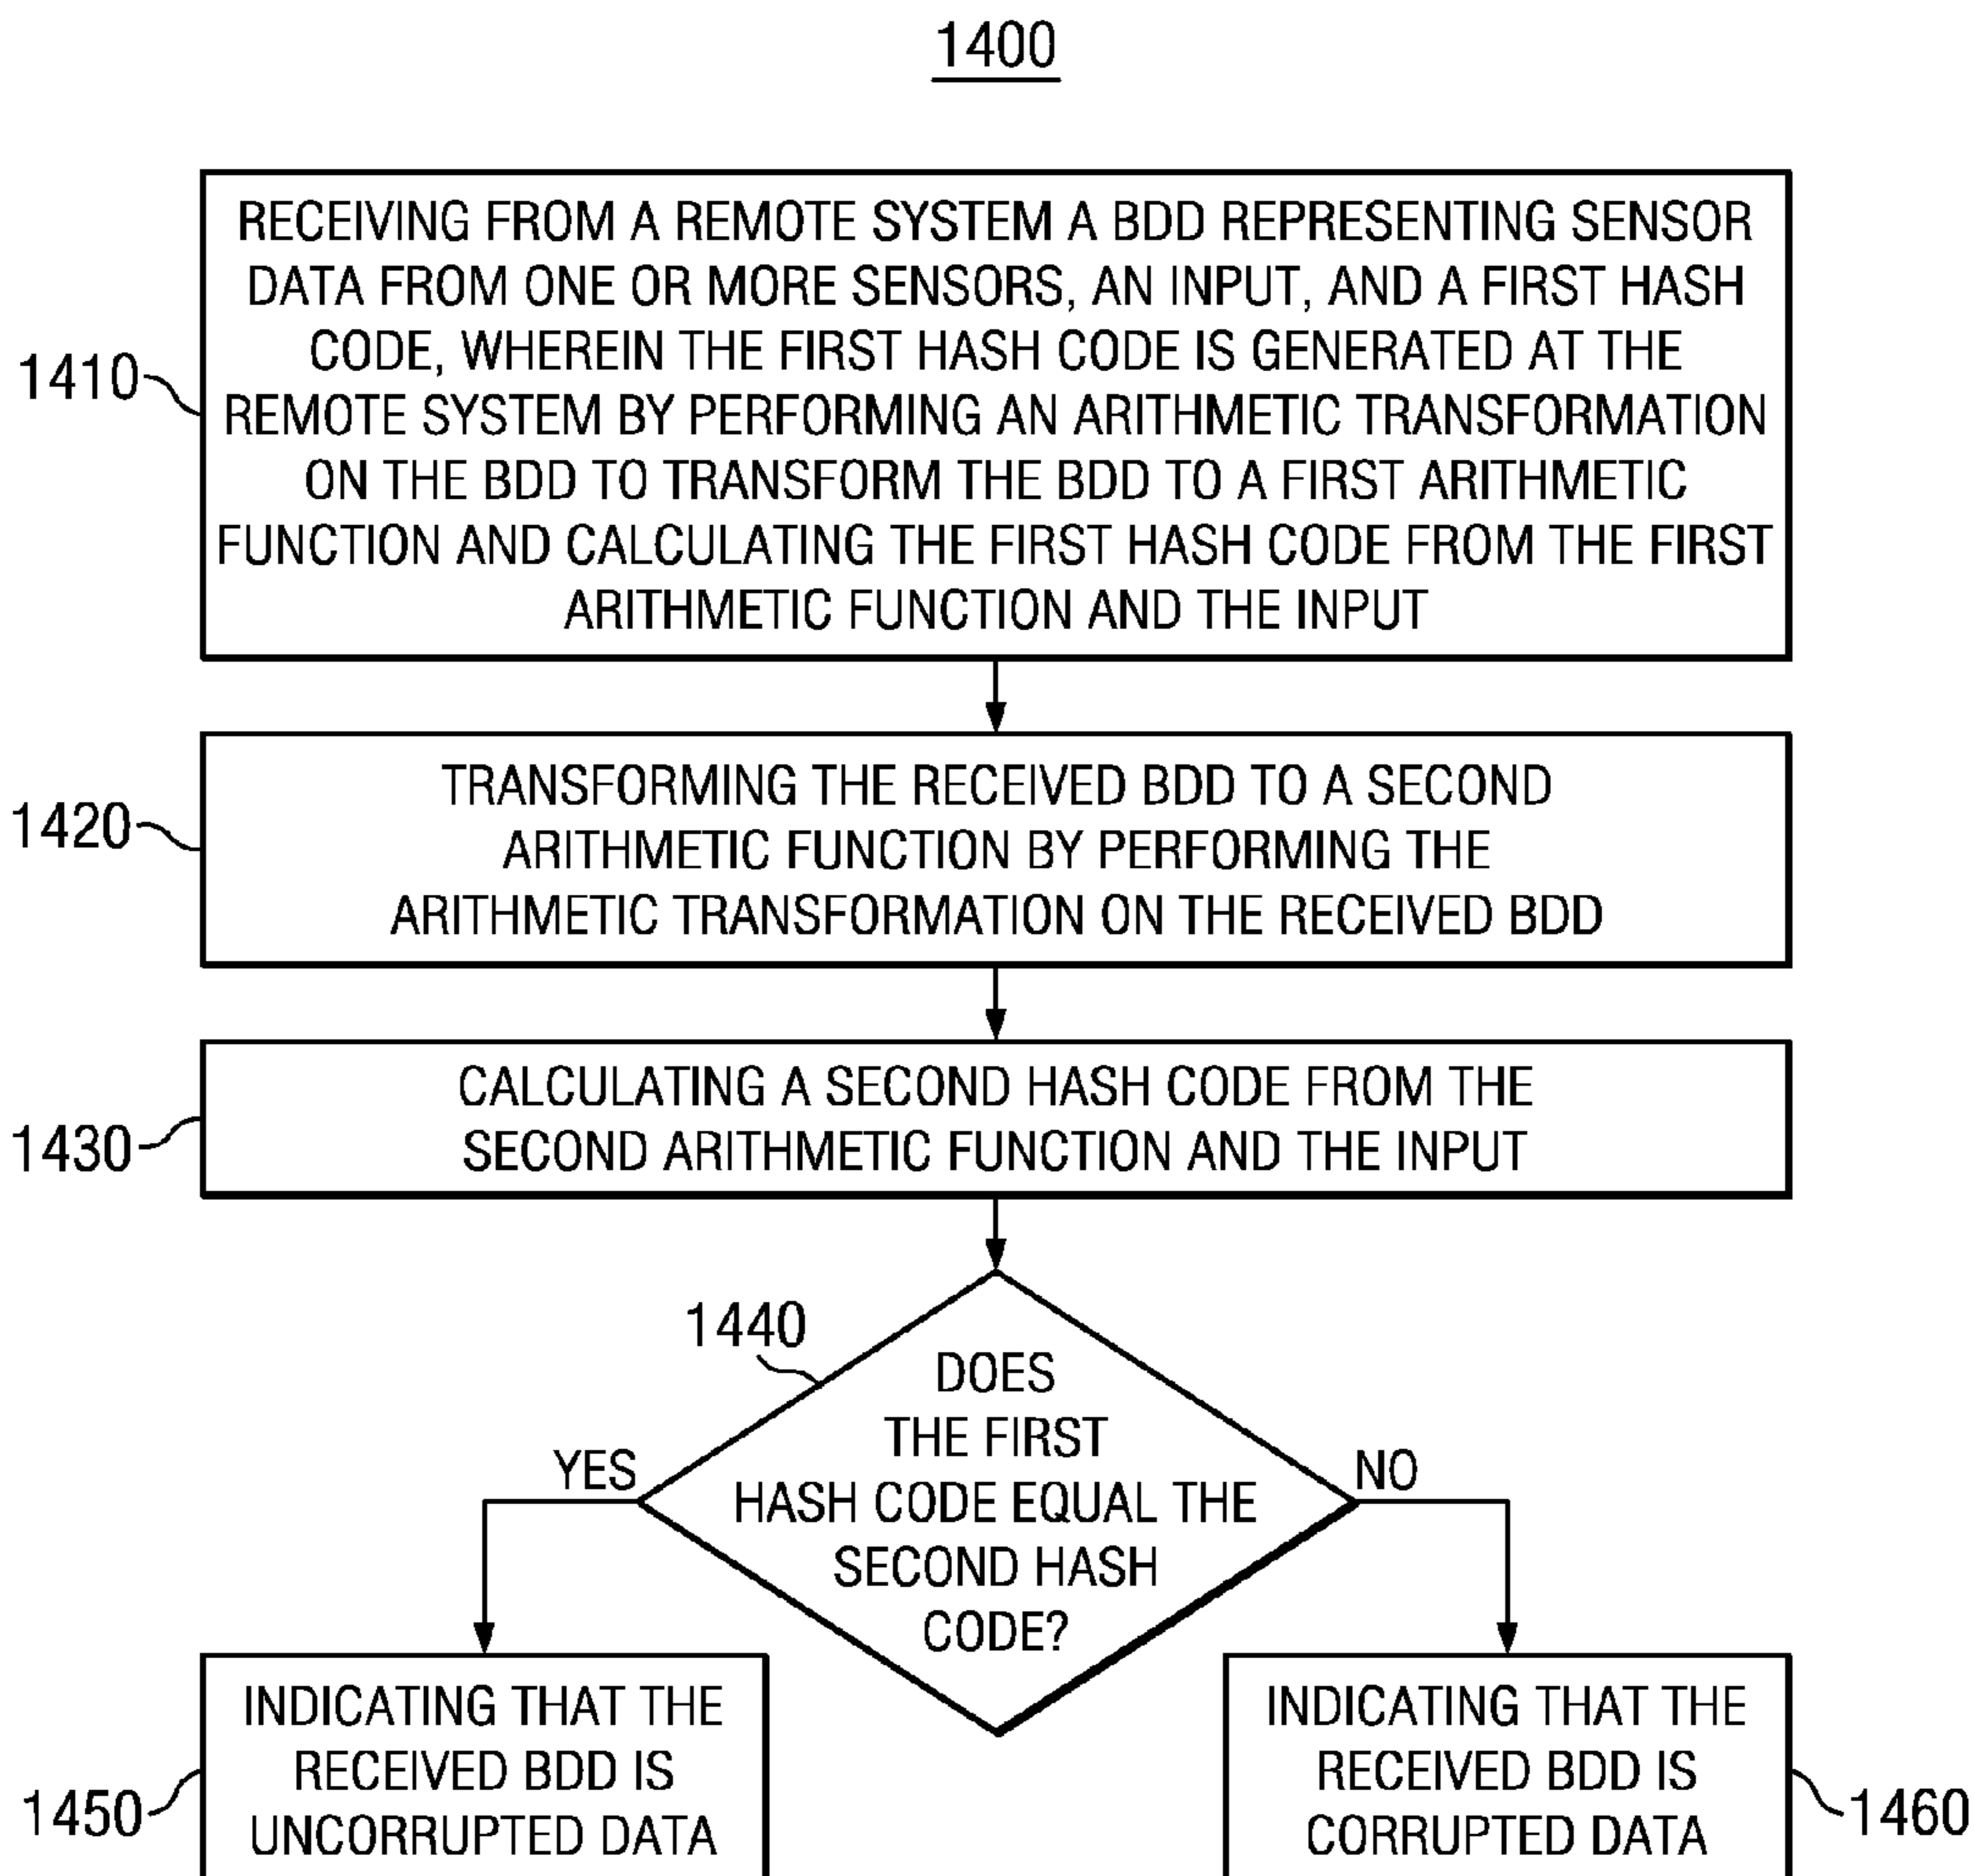 1400
RECEIVING FROM A REMOTE SYSTEM A BDD REPRESENTING SENSOR
DATA FROM ONE OR MORE SENSORS, AN INPUT, AND A FIRST HASH
CODE, WHEREIN THE FIRST HASH CODE IS GENERATED AT THE
REMOTE SYSTEM BY PERFORMING AN ARITHMETIC TRANSFORMATION
ON THE BDD TO TRANSFORM THE BDD TO A FIRST ARITHMETIC
FUNCTION AND CALCULATING THE FIRST HASH CODE FROM THE FIRST
ARITHMETIC FUNCTION AND THE INPUT
1410
TRANSFORMING THE RECEIVED BDD TO A SECOND
ARITHMETIC FUNCTION BY PERFORMING THE
ARITHMETIC TRANSFORMATION ON THE RECEIVED BDD
1420
CALCULATING A SECOND HASH CODE FROM THE
SECOND ARITHMETIC FUNCTION AND THE INPUT
1430
1440
DOES
THE FIRST
HASH CODE EQUAL THE
SECOND HASH
CODE?
YES
NO
INDICATING THAT THE
RECEIVED BDD IS
UNCORRUPTED DATA
1450
INDICATING THAT THE
RECEIVED BDD IS
CORRUPTED DATA
1460